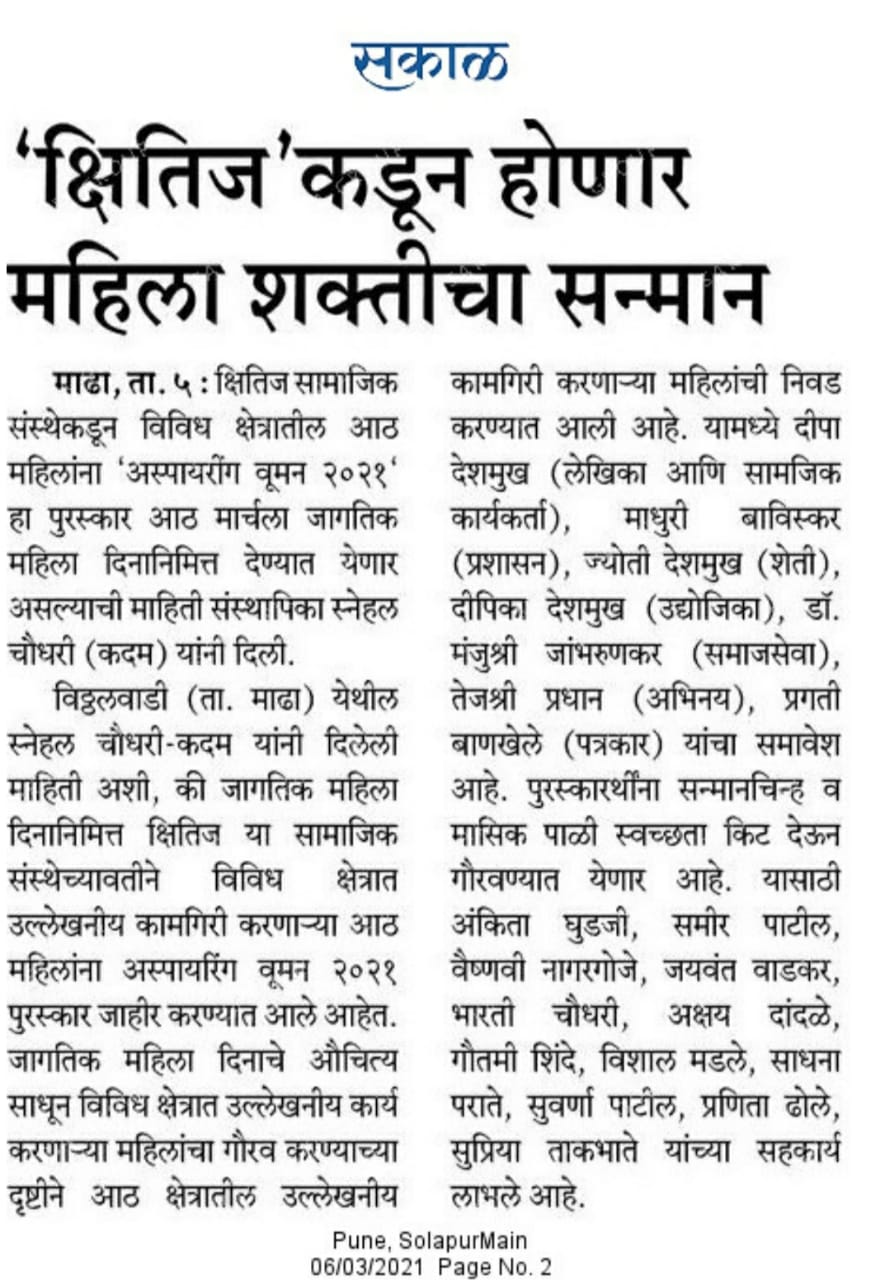 सकाळ
‘क्षितिज’कडून होणार
महिला शक्तीचा सन्मान
माढा, ता. ५ : क्षितिज सामाजिक
संस्थेकडून विविध क्षेत्रातील आठ
महिलांना ‘अस्पायरींग वूमन २०२१‘
हा पुरस्कार आठ मार्चला जागतिक
महिला दिनानिमित्त देण्यात येणार
असल्याची माहिती संस्थापिका स्नेहल
चौधरी (कदम) यांनी दिली.
विठ्ठलवाडी (ता. माढा) येथील
स्नेहल चौधरी-कदम यांनी दिलेली
माहिती अशी, की जागतिक महिला
दिनानिमित्त क्षितिज या सामाजिक
संस्थेच्यावतीने विविध क्षेत्रात
उल्लेखनीय कामगिरी करणाऱ्या आठ
महिलांना अस्पायरिंग वूमन २०२१
पुरस्कार जाहीर करण्यात आले आहेत.
जागतिक महिला दिनाचे औचित्य
साधून विविध क्षेत्रात उल्लेखनीय कार्य
करणाऱ्या महिलांचा गौरव करण्याच्या
दृष्टीने आठ क्षेत्रातील उल्लेखनीय
कामगिरी करणाऱ्या महिलांची निवड
करण्यात आली आहे. यामध्ये दीपा
देशमुख (लेखिका आणि सामजिक
कार्यकर्ता), माधुरी बाविस्कर
(प्रशासन), ज्योती देशमुख (शेती),
दीपिका देशमुख (उद्योजिका), डॉ.
मंजुश्री जांभरुणकर (समाजसेवा),
तेजश्री प्रधान (अभिनय), प्रगती
बाणखेले (पत्रकार) यांचा समावेश
आहे. पुरस्कारर्थींना सन्मानचिन्ह व
मासिक पाळी स्वच्छता किट देऊन
गौरवण्यात येणार आहे. यासाठी
अंकिता घुडजी, समीर पाटील,
वैष्णवी नागरगोजे, जयवंत वाडकर,
भारती चौधरी, अक्षय दांदळे,
गौतमी शिंदे, विशाल मडले, साधना
पराते, सुवर्णा पाटील, प्रणिता ढोले,
सुप्रिया ताकभाते यांच्या सहकार्य
लाभले आहे.
Pune, SolapurMain
06/03/2021 Page No. 2